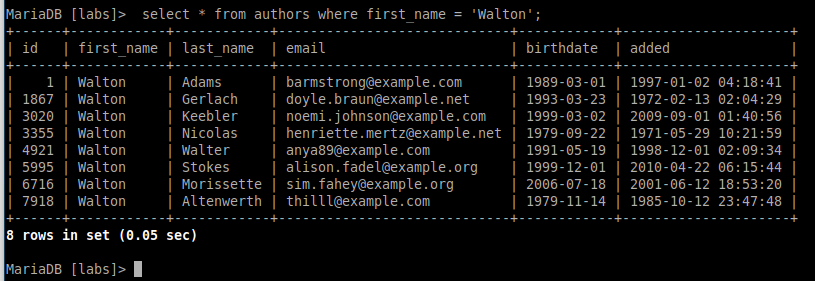 MariaDB [labs]>  select * from authors where first_name = 'Walton';
+------+------------+------------+-----------------------------+------------+---------------------+
| id   | first_name | last_name  | email                       | birthdate  | added               |
+------+------------+------------+-----------------------------+------------+---------------------+
|    1 | Walton     | Adams      | barmstrong@example.com      | 1989-03-01 | 1997-01-02 04:18:41 |
| 1867 | Walton     | Gerlach    | doyle.braun@example.net     | 1993-03-23 | 1972-02-13 02:04:29 |
| 3020 | Walton     | Keebler    | noemi.johnson@example.com   | 1999-03-02 | 2009-09-01 01:40:56 |
| 3355 | Walton     | Nicolas    | henriette.mertz@example.net | 1979-09-22 | 1971-05-29 10:21:59 |
| 4921 | Walton     | Walter     | anya89@example.com          | 1991-05-19 | 1998-12-01 02:09:34 |
| 5995 | Walton     | Stokes     | alison.fadel@example.org    | 1999-12-01 | 2010-04-22 06:15:44 |
| 6716 | Walton     | Morissette | sim.fahey@example.org       | 2006-07-18 | 2001-06-12 18:53:20 |
| 7918 | Walton     | Altenwerth | thilll@example.com          | 1979-11-14 | 1985-10-12 23:47:48 |
+------+------------+------------+-----------------------------+------------+---------------------+
8 rows in set (0.05 sec)
MariaDB [labs]>